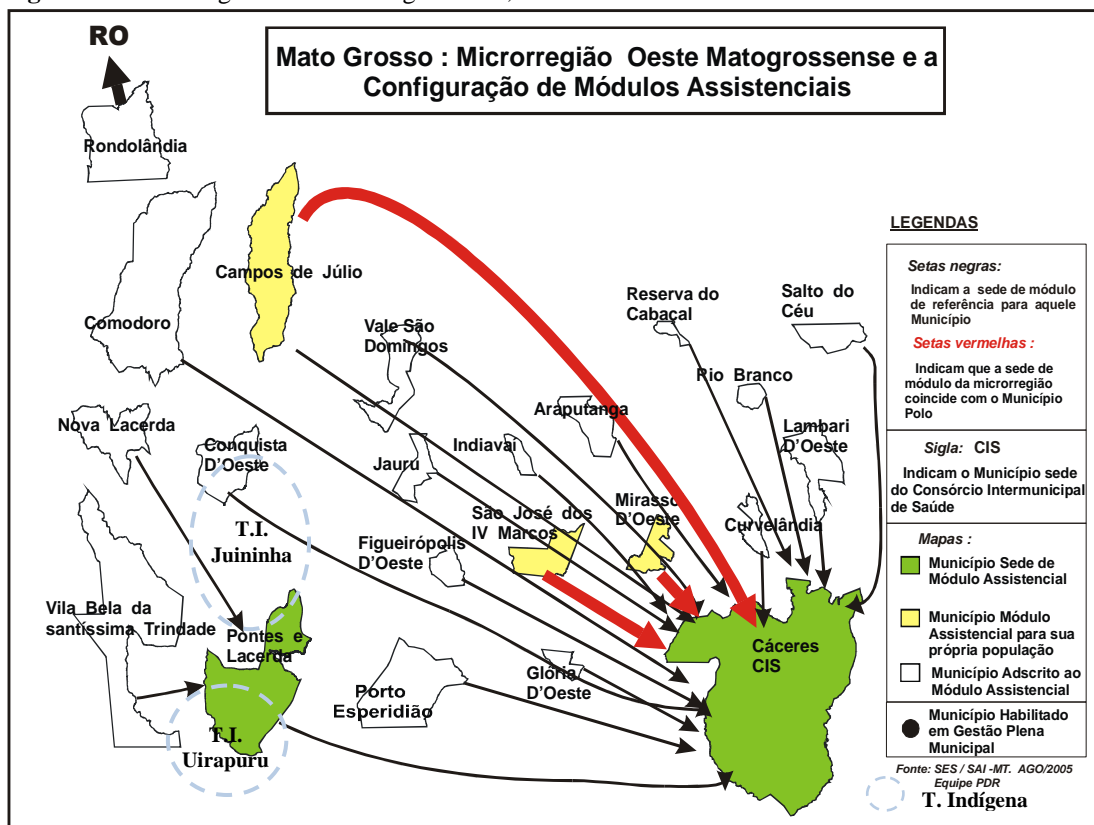 RO
Mato Grosso : Microrregião Oeste Matogrossense e a
Configuração de Módulos Assistenciais
Rondolândia
Campos de Júlio
Comodoro
Vale São
Domingos
Reserva do
Cabaçal
Salto do
Céu
Rio Branco
Nova Lacerda
Conquista
D'Oeste
Jauru
Indiavaí
Araputanga
Lambari
D'Oeste
São José dos
IV Marcos
Mirasso
D'Oeste
Curvelândia
T.I.
Juininha
Figueirópolis
D'Oeste
Vila Bela da
santíssima Trindade
Pontes e
Lacerda
Cáceres
CIS
Glória
D'Oeste
Porto
Esperidião
T.I.
Uirapuru
LEGENDAS
Setas negras:
Indicam a sede de módulo
de referência para aquele
Município
Setas vermelhas :
Indicam que a sede de
módulo da microrregião
coincide com o Município
Polo
Sigla: CIS
Indicam o Município sede
do Consórcio Intermunicipal
de Saúde
Mapas :
Município Sede de
Módulo Assistencial
Município Módulo
Assistencial para sua
própria população
Município Adscrito ao
Módulo Assistencial
Município Habilitado
em Gestão Plena
Municipal
Fonte: SES / SAI -MT. AGO/2005
Equipe PDR
T. Indígena